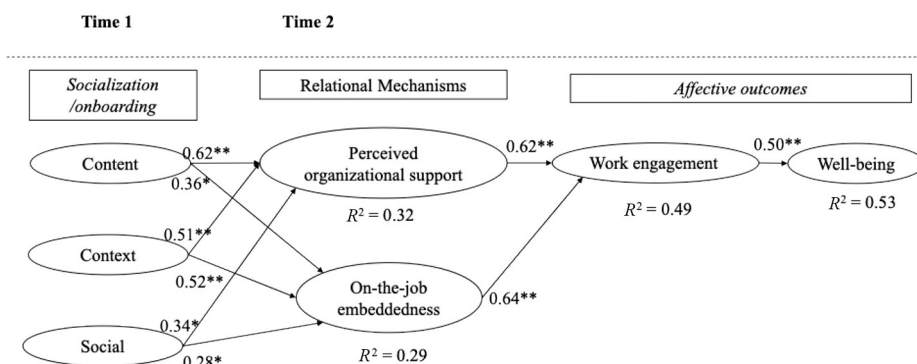 Time 1 Time 2
Socialization
/onboarding
Relational Mechanisms
Affective outcomes
Content
0.62**
0.36*
Perceived
organizational support
R² = 0.32
0.62**
Work engagement
R² = 0.49
0.50**
Well-being
R² = 0.53
Context
0.51**
0.52**
On-the-job
embeddedness
R² = 0.29
0.64**
Social
0.34*
0.28*